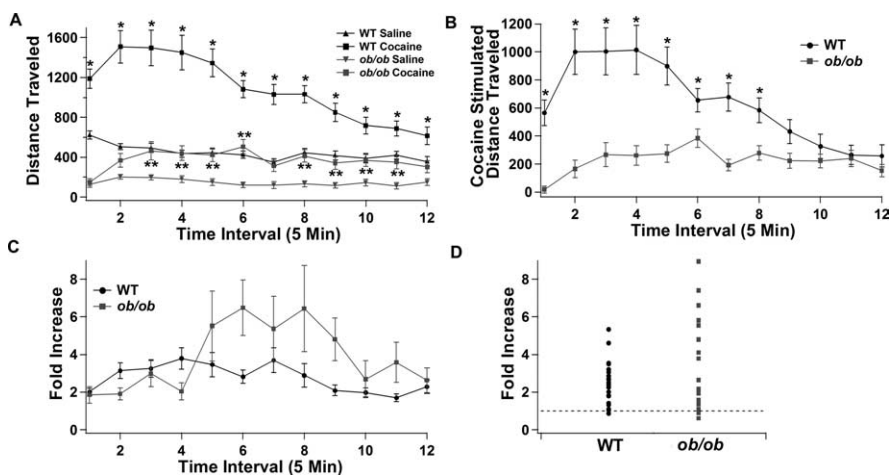 A
WT Saline
WT Cocaine
ob/ob Saline
ob/ob Cocaine
Distance Traveled
1600
1200
800
400
0
* * * * * * * * * * * *
** ** ** ** ** ** ** ** **
2 4 6 8 10 12
Time Interval (5 Min)
B
WT
ob/ob
Cocaine Stimulated
Distance Traveled
1200
1000
800
600
400
200
0
* * * * * * * *
2 4 6 8 10 12
Time Interval (5 Min)
C
WT
ob/ob
Fold Increase
8
6
4
2
0
2 4 6 8 10 12
Time Interval (5 Min)
D
Fold Increase
8
6
4
2
0
WT ob/ob